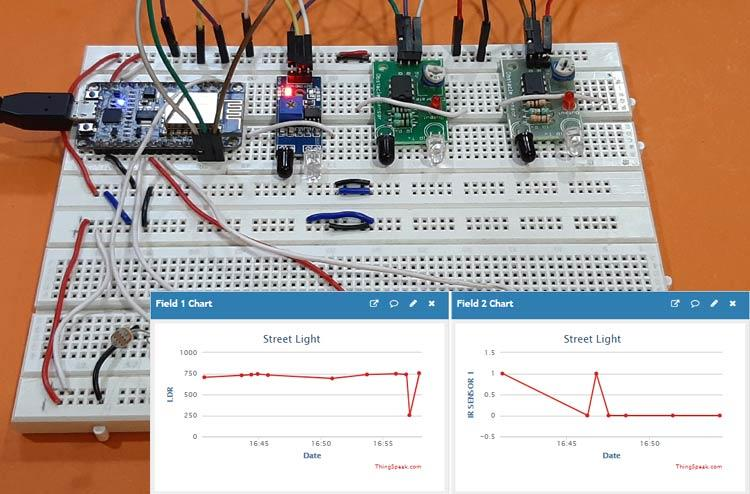 Field 1 Chart
Street Light
1000
750
500
250
0
LDR
16:45
16:50
16:55
Date
ThingSpeak.com
Field 2 Chart
Street Light
1.5
1
0.5
0
-0.5
IR SENSOR 1
16:45
16:50
Date
ThingSpeak.com